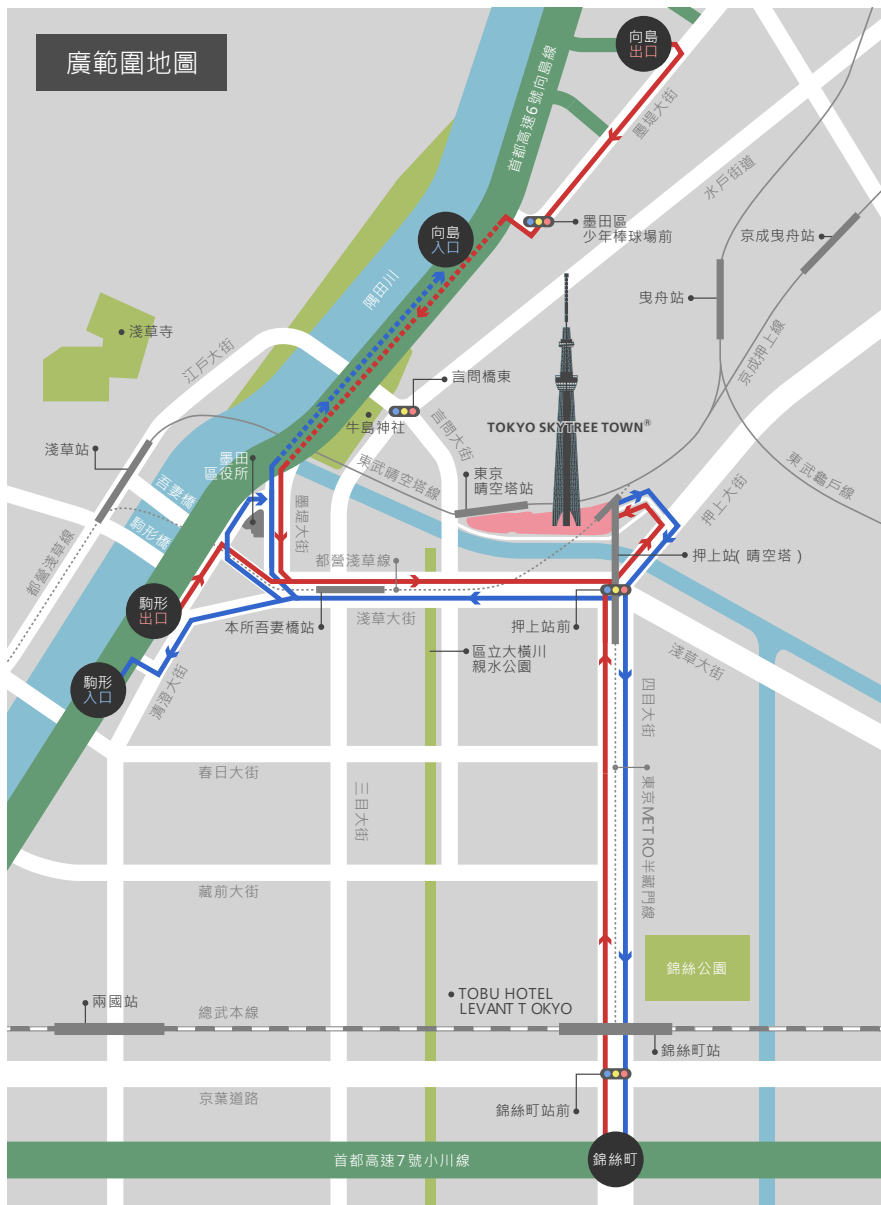 廣範圍地圖
向島
出口
首都高速6號向島線
墨堤大街
水戶街道
墨田區
少年棒球場前
京成曳舟站
向島
入口
隅田川
曳舟站
淺草寺
江戶大街
京成押上線
言問橋東
牛島神社
言問大街
TOKYO SKYTREE TOWN®
淺草站
墨田
區役所
東武晴空塔線
東京
晴空塔站
押上大街
東武龜戶線
吾妻橋
駒形橋
墨堤大街
都營淺草線
都營淺草線
押上站(晴空塔)
駒形
出口
本所吾妻橋站
淺草大街
押上站前
淺草大街
區立大橫川
親水公園
駒形
入口
清澄大街
四目大街
春日大街
三目大街
東京METRO半蔵門線
藏前大街
錦絲公園
TOBU HOTEL
LEVANT T OKYO
兩國站
總武本線
錦絲町站
京葉道路
錦絲町站前
首都高速7號小川線
錦絲町